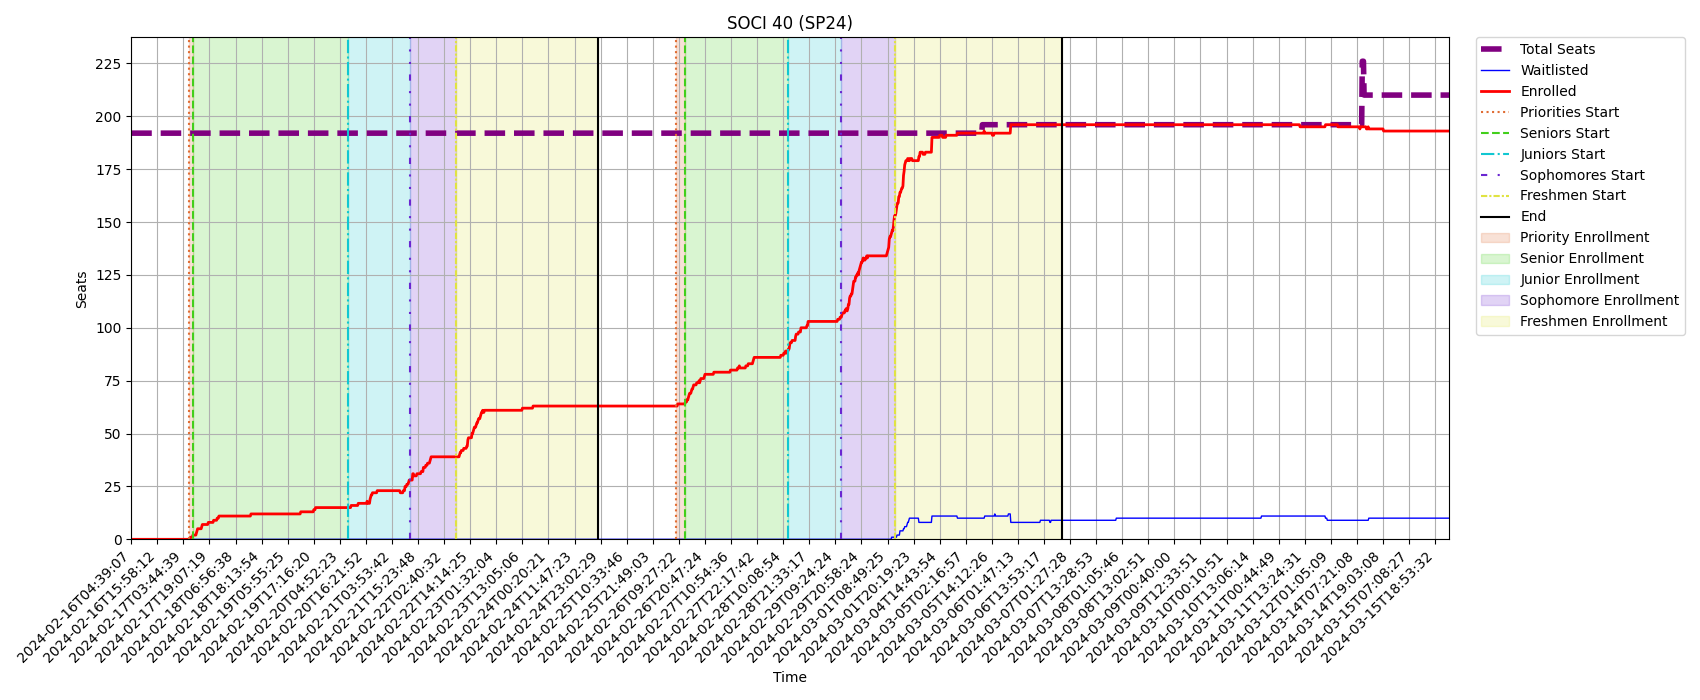 SOCI 40 (SP24)
Seats
225
200
175
150
125
100
75
50
25
0
2024-02-16T04:39:07
2024-02-16T15:58:12
2024-02-17T03:44:39
2024-02-17T19:07:19
2024-02-18T06:56:38
2024-02-18T18:13:54
2024-02-19T05:55:25
2024-02-19T17:16:20
2024-02-20T04:52:23
2024-02-20T16:21:52
2024-02-21T03:53:42
2024-02-21T15:23:48
2024-02-22T02:40:32
2024-02-22T14:14:25
2024-02-23T01:32:04
2024-02-23T13:05:06
2024-02-24T00:20:21
2024-02-24T11:47:23
2024-02-24T23:02:29
2024-02-25T10:33:46
2024-02-25T21:49:03
2024-02-26T09:27:22
2024-02-26T20:47:24
2024-02-27T10:54:36
2024-02-27T22:17:42
2024-02-28T10:08:54
2024-02-28T21:33:17
2024-02-29T09:24:24
2024-02-29T20:58:24
2024-03-01T08:49:25
2024-03-01T20:19:23
2024-03-04T14:43:54
2024-03-05T02:16:57
2024-03-05T14:12:26
2024-03-06T01:47:13
2024-03-06T13:53:17
2024-03-07T01:27:28
2024-03-07T13:28:53
2024-03-08T01:05:46
2024-03-08T13:02:51
2024-03-09T00:40:00
2024-03-09T12:33:51
2024-03-10T00:10:51
2024-03-10T13:06:14
2024-03-11T00:44:49
2024-03-11T13:24:31
2024-03-12T01:05:09
2024-03-14T07:21:08
2024-03-14T19:03:08
2024-03-15T07:08:27
2024-03-15T18:53:32
Time
Total Seats
Waitlisted
Enrolled
Priorities Start
Seniors Start
Juniors Start
Sophomores Start
Freshmen Start
End
Priority Enrollment
Senior Enrollment
Junior Enrollment
Sophomore Enrollment
Freshmen Enrollment